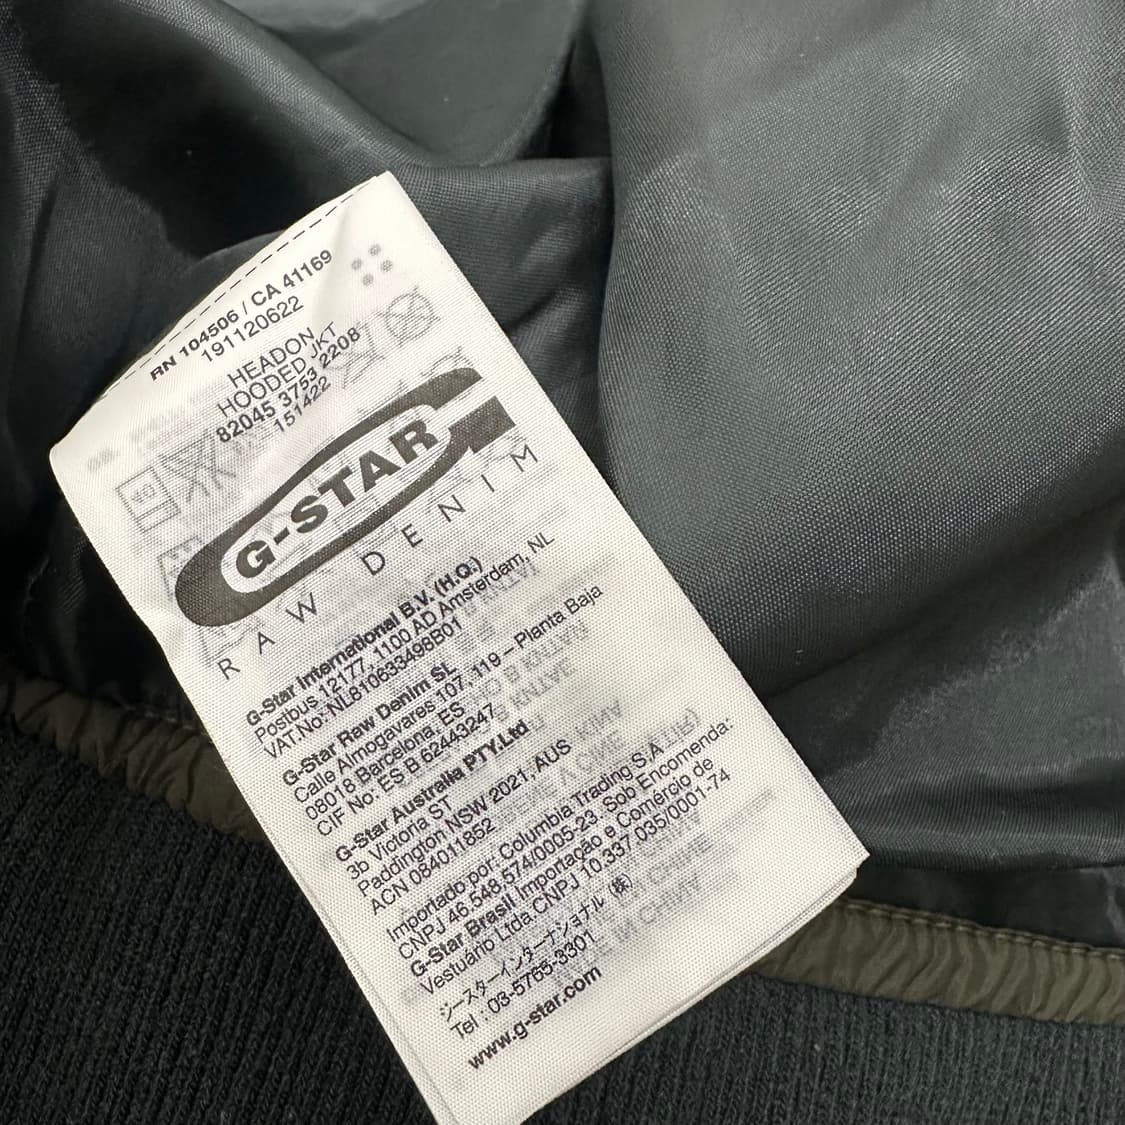 RN 104506 / CA 41169
191120622
HEADON
HOODED JKT
82045 3753 2208
151422
G-STAR
RAW DENIM
G-Star International B.V. (H.Q.)
Postbus 12177, 1100 AD Amsterdam, NL
VAT.No: NL810633498B01
G-Star Raw Denim SL
Calle Almogavares 107, 119 – Planta Baja
08018 Barcelona, ES
CIF No: ES B 62443247
G-Star Australia PTY.Ltd
3b Victoria ST
Paddington NSW 2021, AUS
ACN 084011852
Importado por: Columbia Trading S.A
CNPJ 46.548.574/0005-23, Sob Encomenda:
G-Star Brasil Importação e Comércio de
Vestuário Ltda.CNPJ 10.337.035/0001-74
ジースターインターナショナル (株)
Tel : 03-5765-3301
www.g-star.com